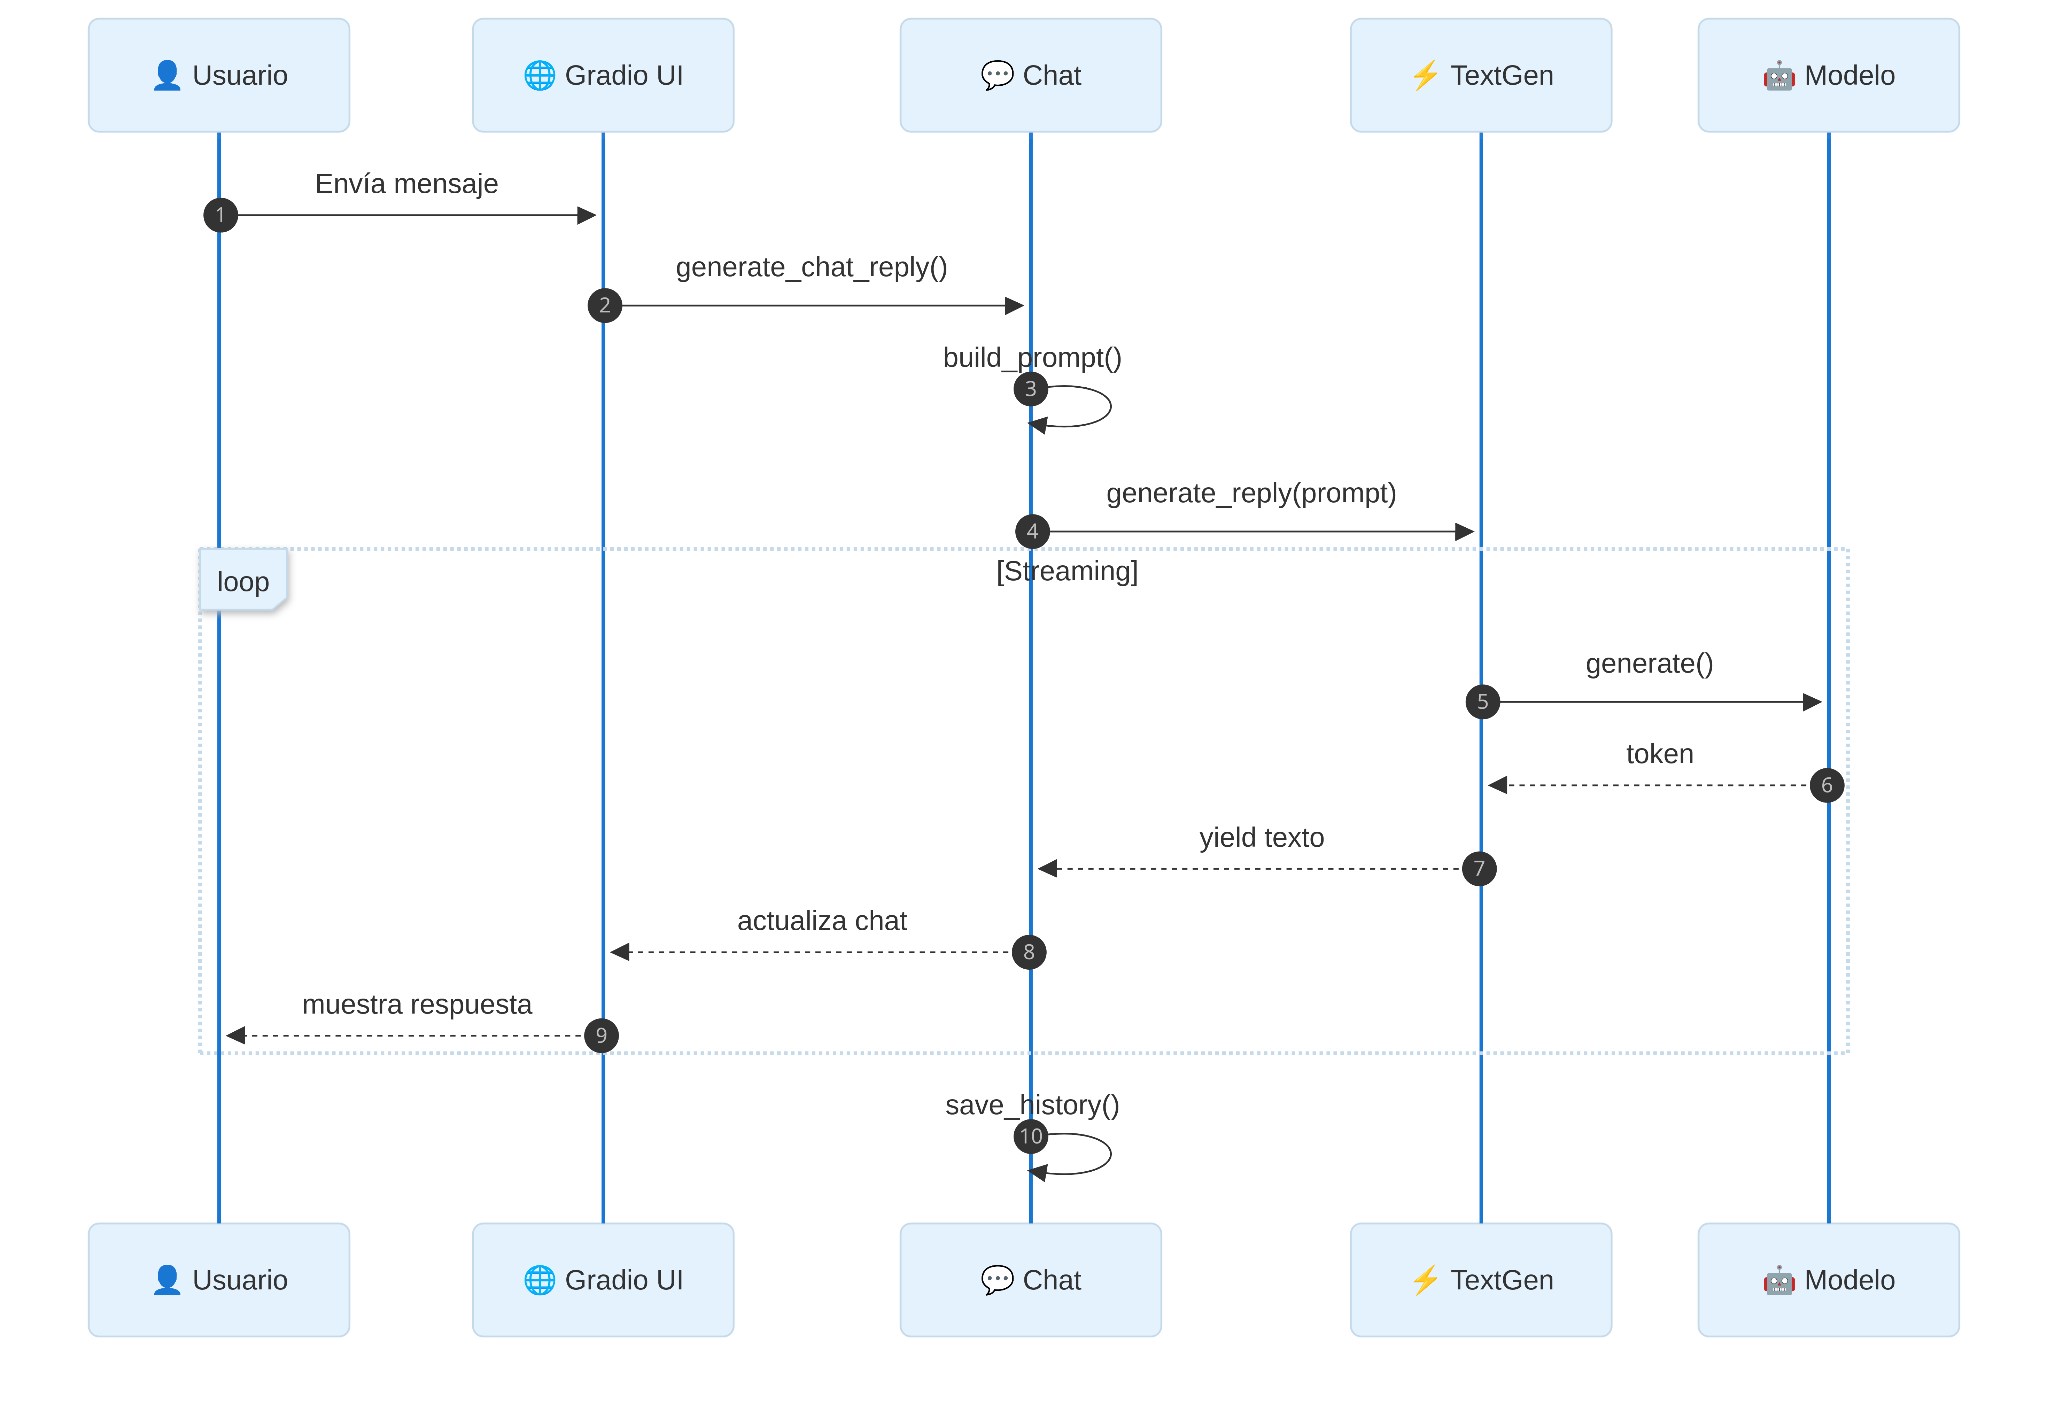 👤 Usuario
🌐 Gradio UI
💬 Chat
⚡ TextGen
🤖 Modelo
Envía mensaje
1
generate_chat_reply()
2
build_prompt()
3
generate_reply(prompt)
4
loop
[Streaming]
generate()
5
token
6
yield texto
7
actualiza chat
8
muestra respuesta
9
save_history()
10
👤 Usuario
🌐 Gradio UI
💬 Chat
⚡ TextGen
🤖 Modelo